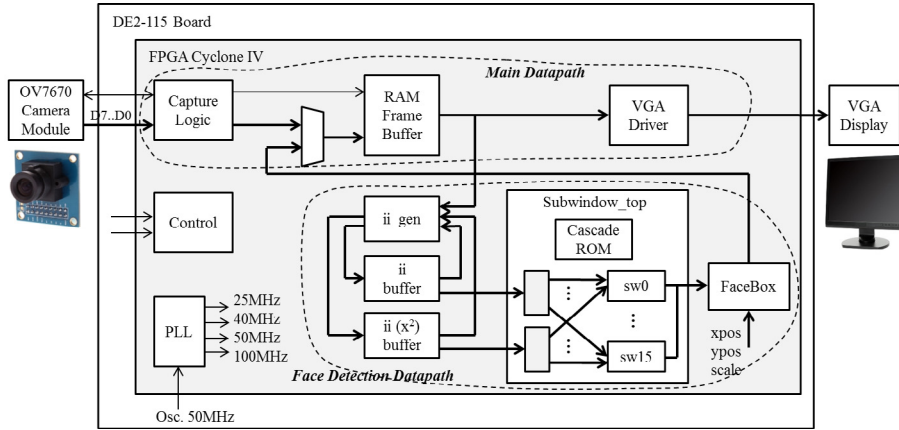 DE2-115 Board
FPGA Cyclone IV
Main Datapath
OV7670
Camera
Module
D7..D0
Capture
Logic
RAM
Frame
Buffer
VGA
Driver
VGA
Display
Control
ii gen
ii
buffer
ii (x²)
buffer
Subwindow_top
Cascade
ROM
sw0
⋮
sw15
⋮
⋮
FaceBox
xpos
ypos
scale
PLL
25MHz
40MHz
50MHz
100MHz
Face Detection Datapath
Osc. 50MHz